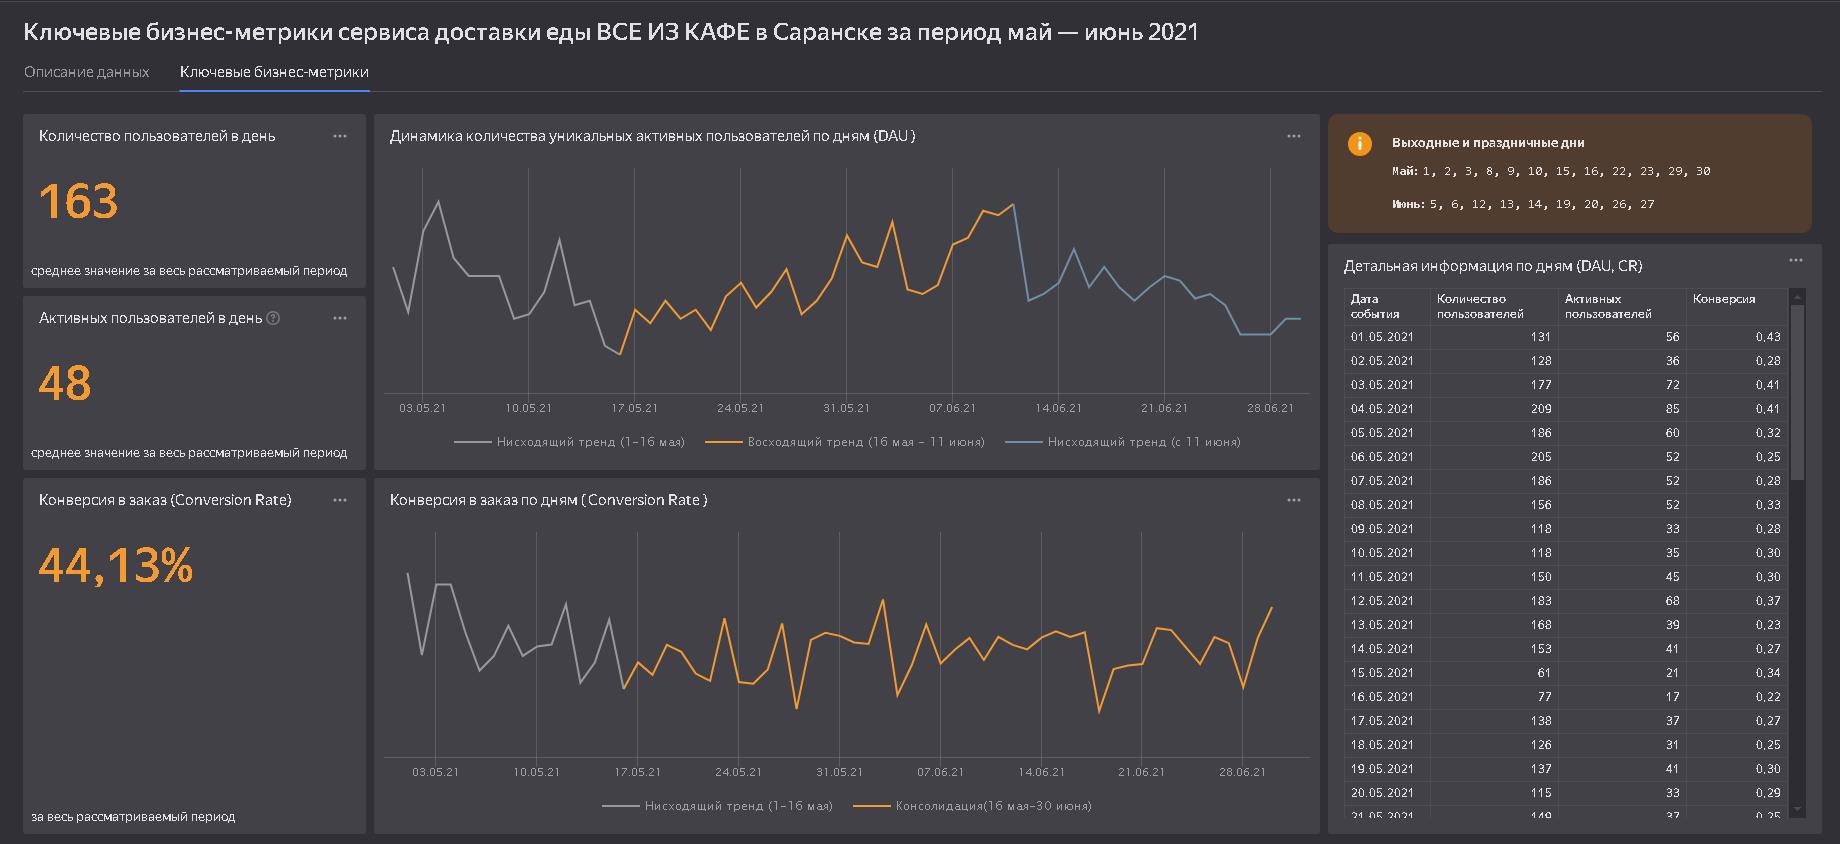 Ключевые бизнес-метрики сервиса доставки еды ВСЕ ИЗ КАФЕ в Саранске за период май — июнь 2021
Описание данных
Ключевые бизнес-метрики
Количество пользователей в день
163
среднее значение за весь рассматриваемый период
Активных пользователей в день
48
среднее значение за весь рассматриваемый период
Конверсия в заказ (Conversion Rate)
44,13%
за весь рассматриваемый период
Динамика количества уникальных активных пользователей по дням (DAU)
03.05.21 10.05.21 17.05.21 24.05.21 31.05.21 07.06.21 14.06.21 21.06.21 28.06.21
Нисходящий тренд (1-16 мая) Восходящий тренд (16 мая - 11 июня) Нисходящий тренд (с 11 июня)
Конверсия в заказ по дням (Conversion Rate)
03.05.21 10.05.21 17.05.21 24.05.21 31.05.21 07.06.21 14.06.21 21.06.21 28.06.21
Нисходящий тренд (1-16 мая) Консолидация(16 мая-30 июня)
Выходные и праздничные дни
Май: 1, 2, 3, 8, 9, 10, 15, 16, 22, 23, 29, 30
Июнь: 5, 6, 12, 13, 14, 19, 20, 26, 27
Детальная информация по дням (DAU, CR)
Дата события Количество пользователей Активных пользователей Конверсия
01.05.2021 131 56 0,43
02.05.2021 128 36 0,28
03.05.2021 177 72 0,41
04.05.2021 209 85 0,41
05.05.2021 186 60 0,32
06.05.2021 205 52 0,25
07.05.2021 186 52 0,28
08.05.2021 156 52 0,33
09.05.2021 118 33 0,28
10.05.2021 118 35 0,30
11.05.2021 150 45 0,30
12.05.2021 183 68 0,37
13.05.2021 168 39 0,23
14.05.2021 153 41 0,27
15.05.2021 61 21 0,34
16.05.2021 77 17 0,22
17.05.2021 138 37 0,27
18.05.2021 126 31 0,25
19.05.2021 137 41 0,30
20.05.2021 115 33 0,29
21.05.2021 149 37 0,25